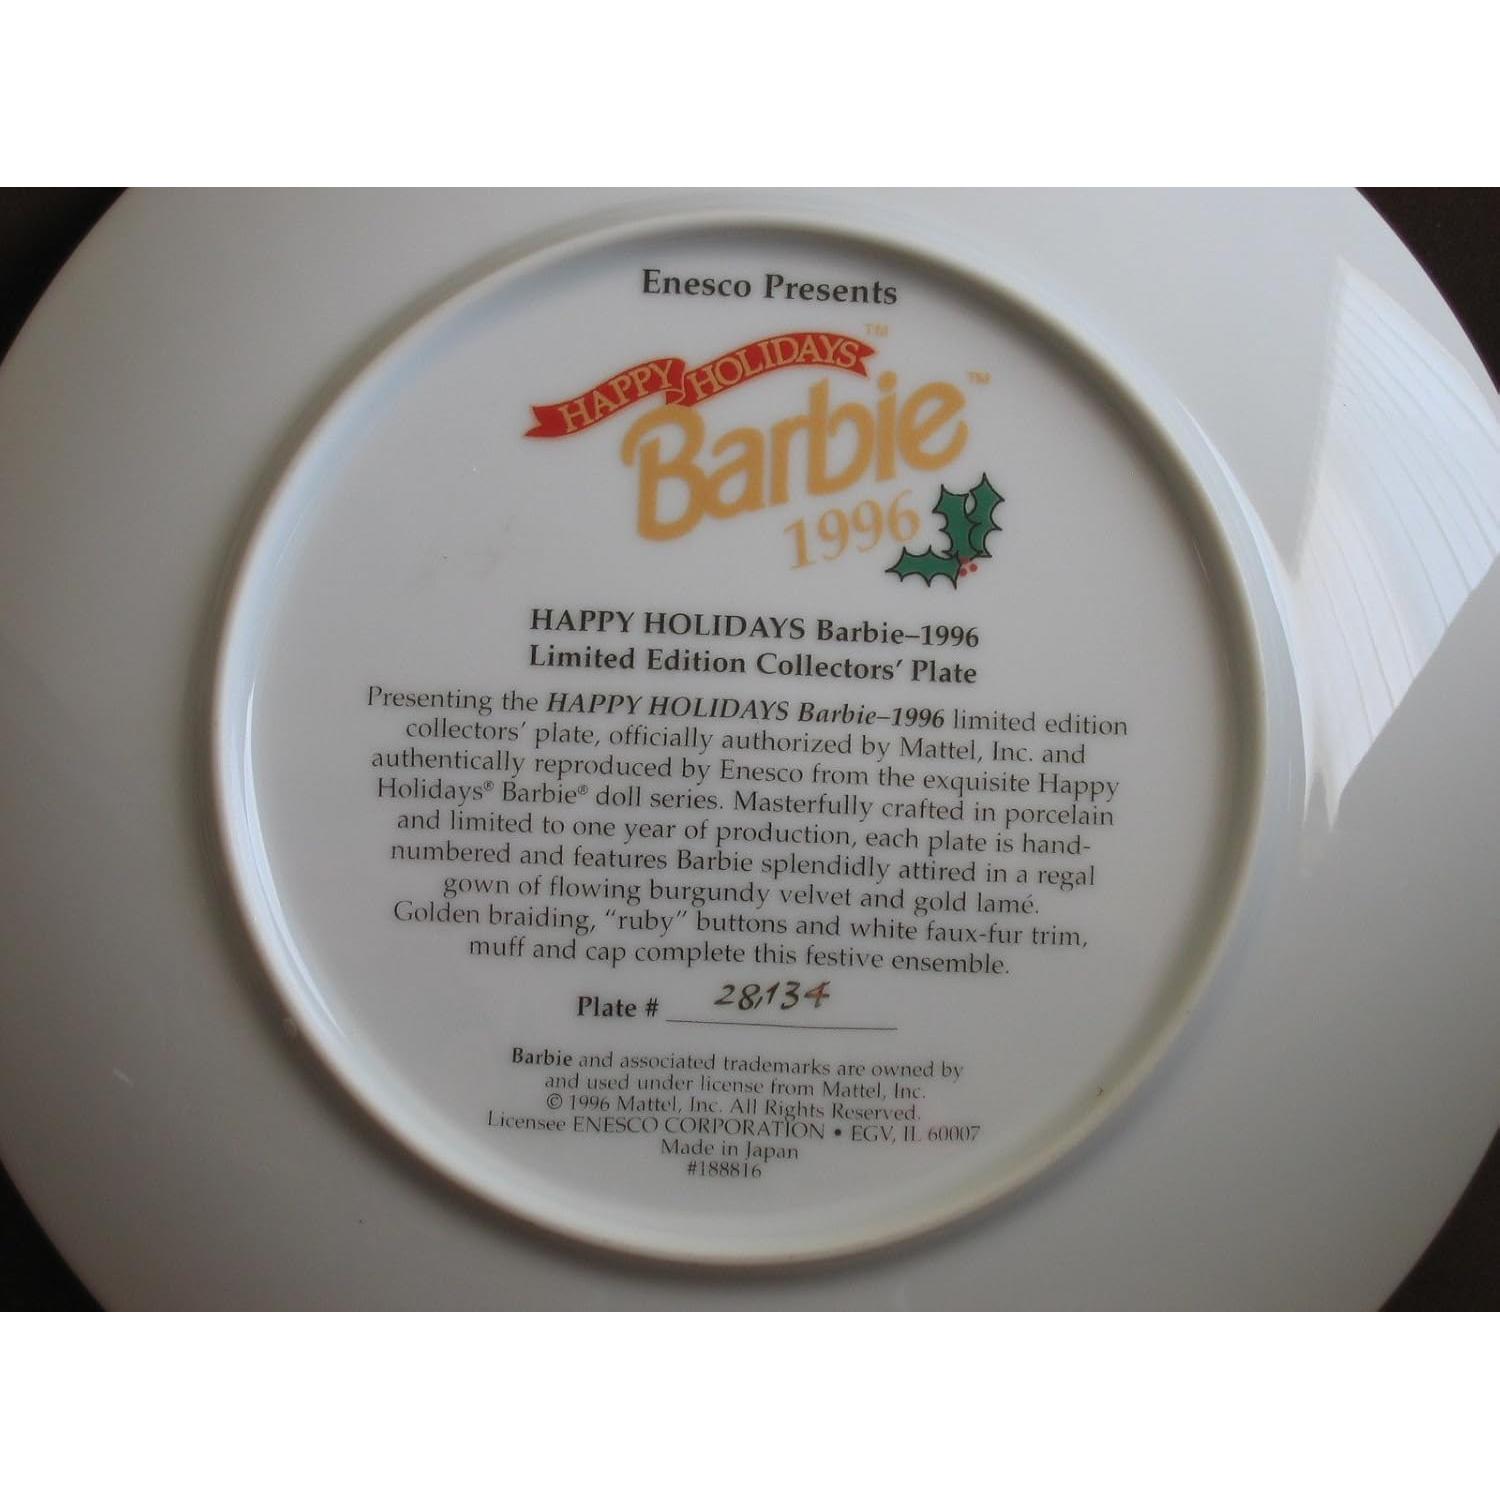 Enesco Presents
HAPPY HOLIDAYS™
Barbie™
1996
HAPPY HOLIDAYS Barbie–1996
Limited Edition Collectors' Plate
Presenting the HAPPY HOLIDAYS Barbie–1996 limited edition
collectors' plate, officially authorized by Mattel, Inc. and
authentically reproduced by Enesco from the exquisite Happy
Holidays® Barbie® doll series. Masterfully crafted in porcelain
and limited to one year of production, each plate is hand-
numbered and features Barbie splendidly attired in a regal
gown of flowing burgundy velvet and gold lamé.
Golden braiding, “ruby” buttons and white faux-fur trim,
muff and cap complete this festive ensemble.
Plate # 28,134
Barbie and associated trademarks are owned by
and used under license from Mattel, Inc.
© 1996 Mattel, Inc. All Rights Reserved.
Licensee ENESCO CORPORATION • EGV, IL 60007
Made in Japan
#188816